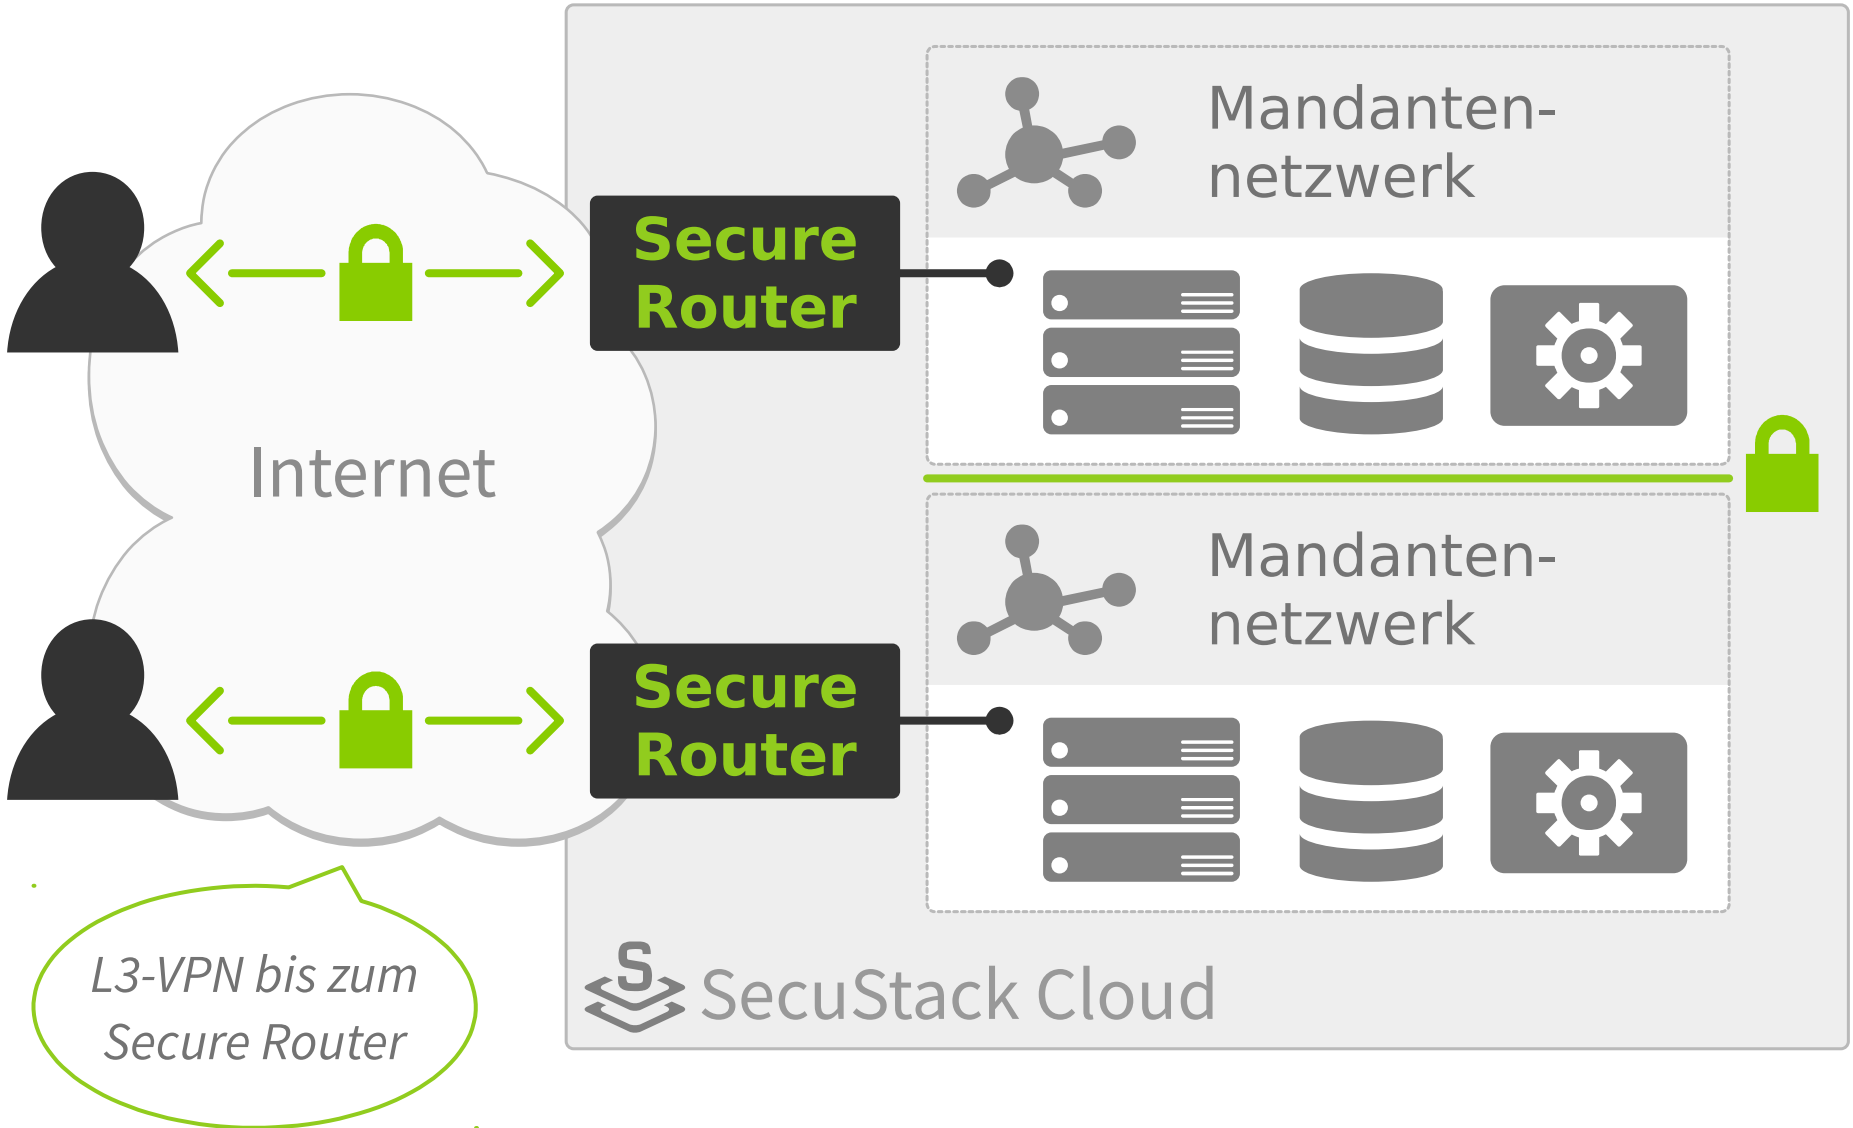 Mandanten-
netzwerk
Secure
Router
Internet
Mandanten-
netzwerk
Secure
Router
L3-VPN bis zum
Secure Router
S
SecuStack Cloud